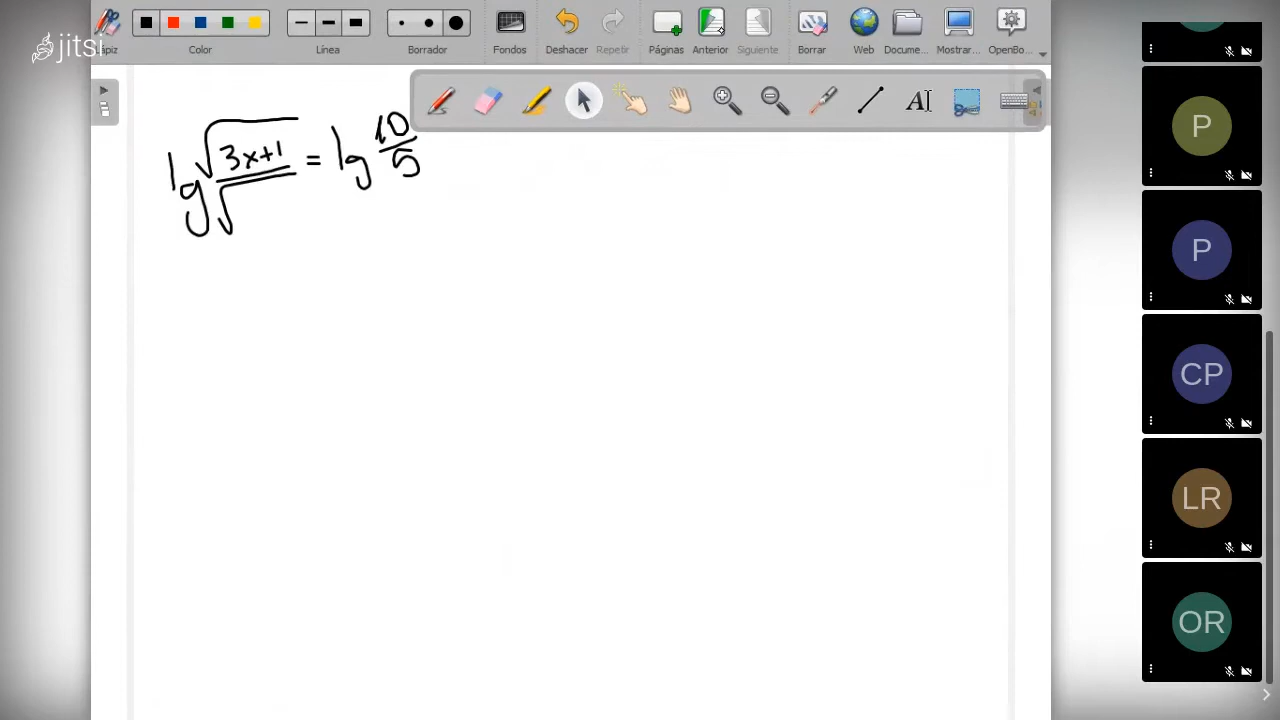 jitsi
Lápiz Color Línea Borrador Fondos Deshacer Repetir Páginas Anterior Siguiente Borrar Web Docume... Mostrar... OpenBo...
lg √(3x+1) / √ = lg 10/5
P
P
CP
LR
OR